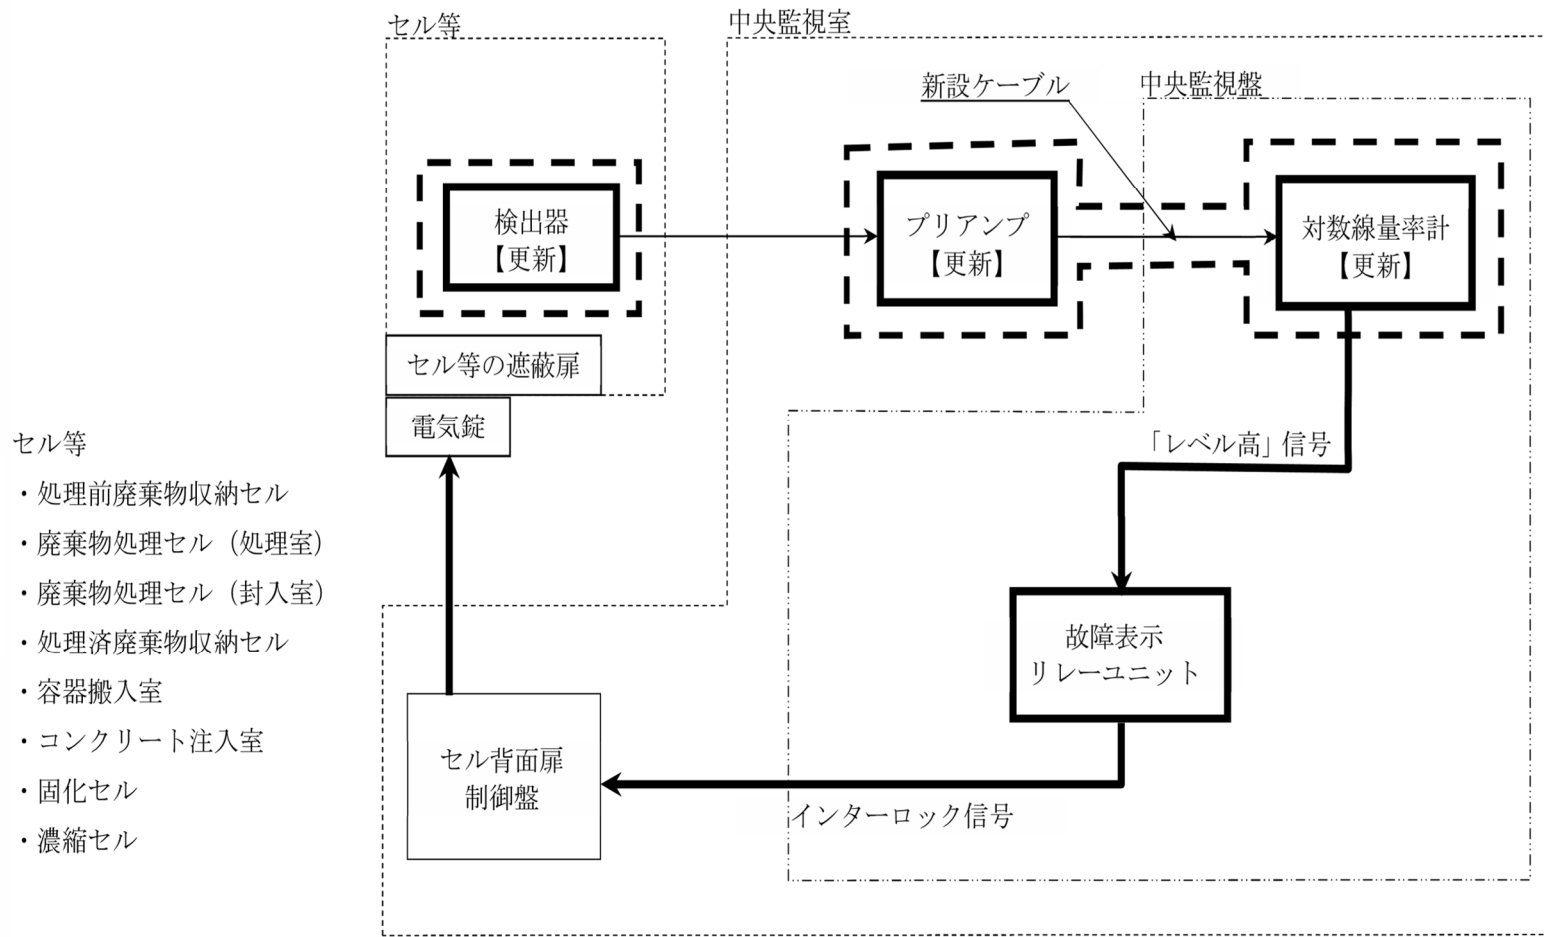 セル等
中央監視室
新設ケーブル
中央監視盤
検出器
【更新】
プリアンプ
【更新】
対数線量率計
【更新】
セル等の遮蔽扉
電気錠
「レベル高」信号
セル等
・処理前廃棄物収納セル
・廃棄物処理セル（処理室）
・廃棄物処理セル（封入室）
・処理済廃棄物収納セル
・容器搬入室
・コンクリート注入室
・固化セル
・濃縮セル
故障表示
リレーユニット
セル背面扉
制御盤
インターロック信号